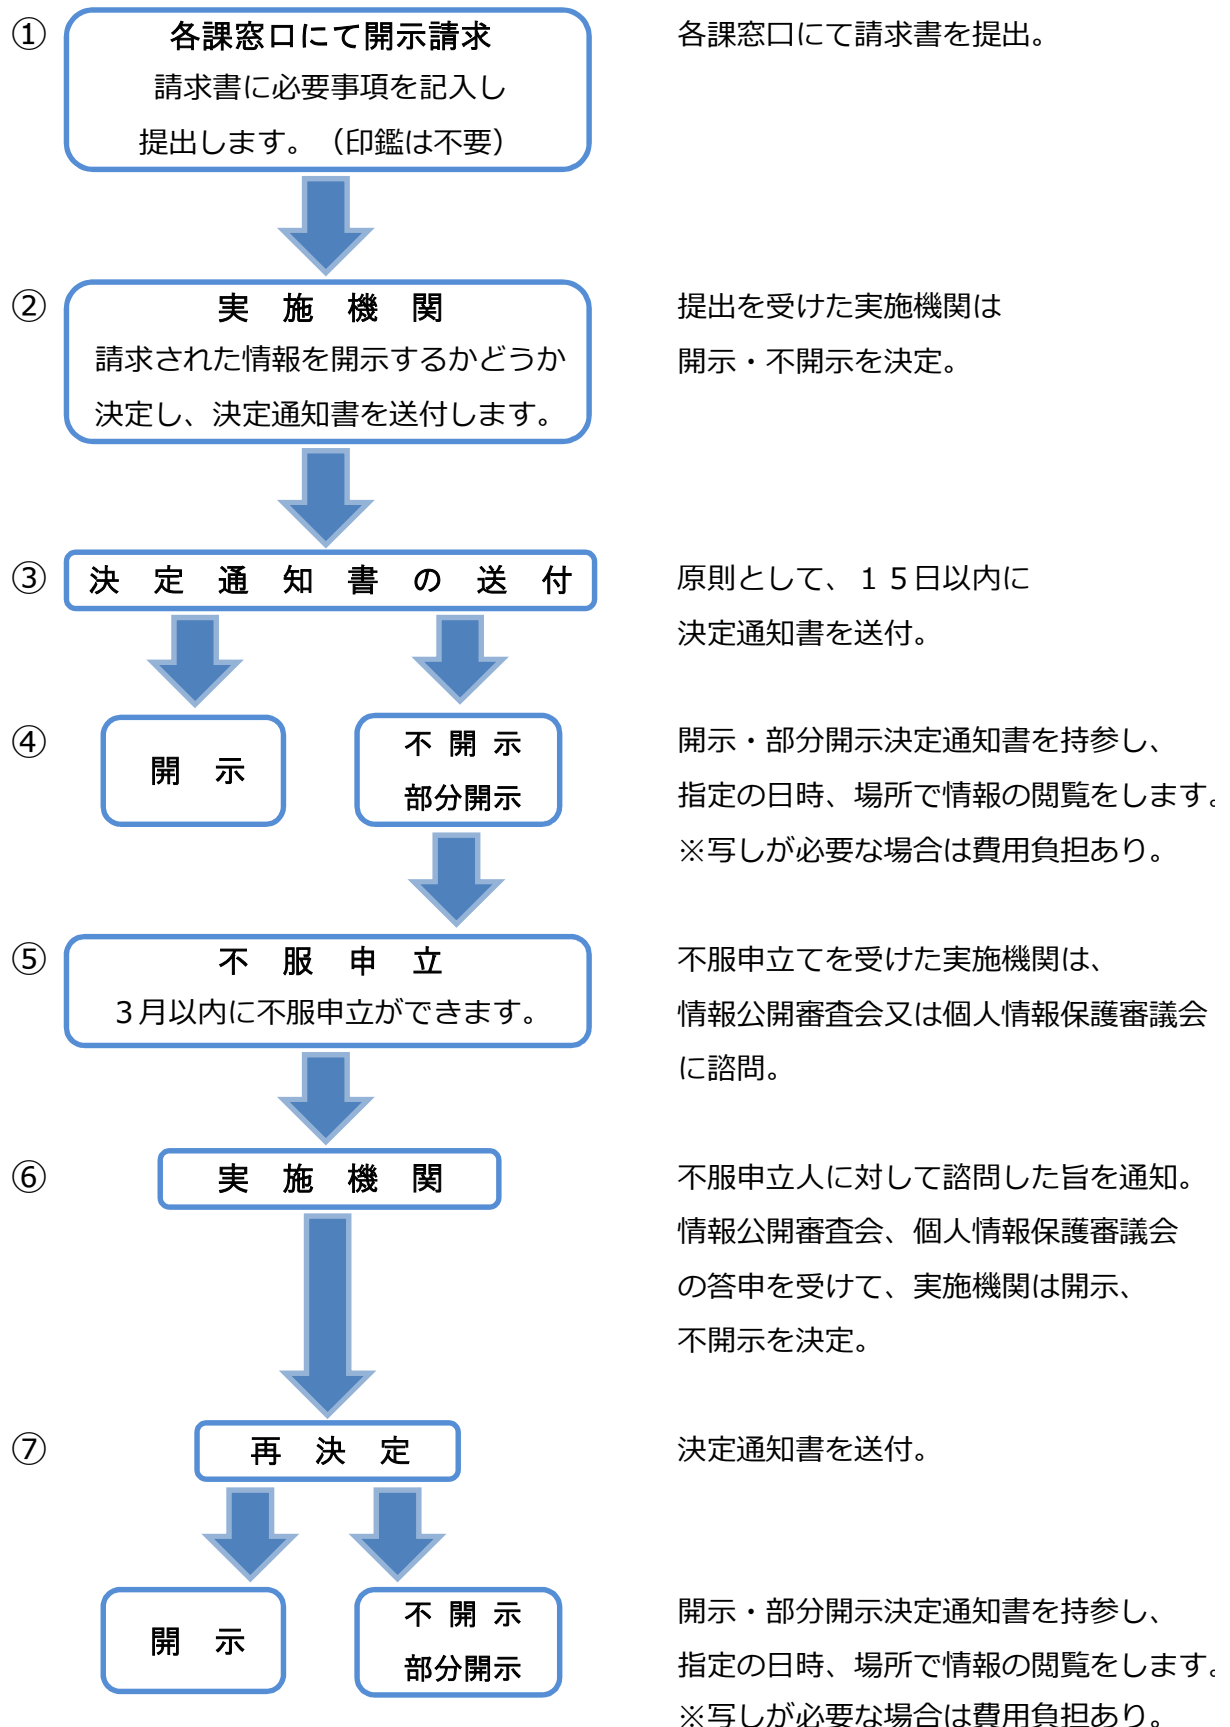 ① 各課窓口にて開示請求
請求書に必要事項を記入し
提出します。（印鑑は不要）
各課窓口にて請求書を提出。
② 実 施 機 関
請求された情報を開示するかどうか
決定し、決定通知書を送付します。
提出を受けた実施機関は
開示・不開示を決定。
③ 決 定 通 知 書 の 送 付
原則として、１５日以内に
決定通知書を送付。
④ 開 示
不 開 示
部分開示
開示・部分開示決定通知書を持参し、
指定の日時、場所で情報の閲覧をします。
※写しが必要な場合は費用負担あり。
⑤ 不 服 申 立
３月以内に不服申立ができます。
不服申立てを受けた実施機関は、
情報公開審査会又は個人情報保護審議会
に諮問。
⑥ 実 施 機 関
不服申立人に対して諮問した旨を通知。
情報公開審査会、個人情報保護審議会
の答申を受けて、実施機関は開示、
不開示を決定。
⑦ 再 決 定
決定通知書を送付。
開 示
不 開 示
部分開示
開示・部分開示決定通知書を持参し、
指定の日時、場所で情報の閲覧をします。
※写しが必要な場合は費用負担あり。